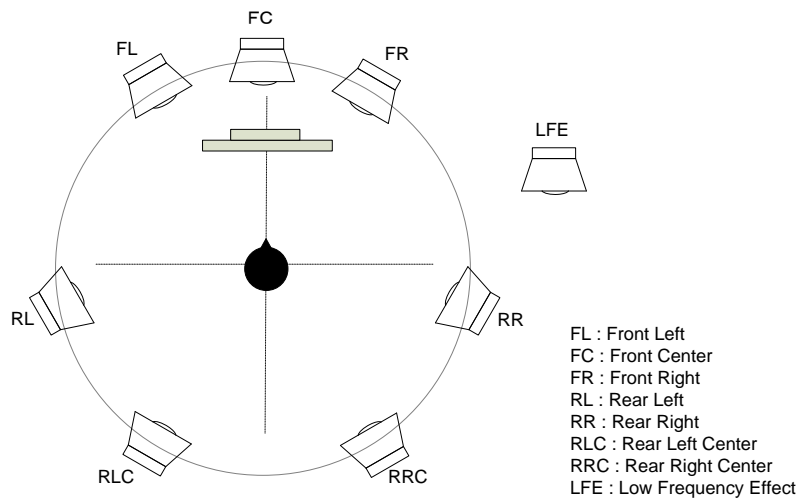 FC
FL
FR
LFE
RL
RR
RLC
RRC
FL : Front Left
FC : Front Center
FR : Front Right
RL : Rear Left
RR : Rear Right
RLC : Rear Left Center
RRC : Rear Right Center
LFE : Low Frequency Effect